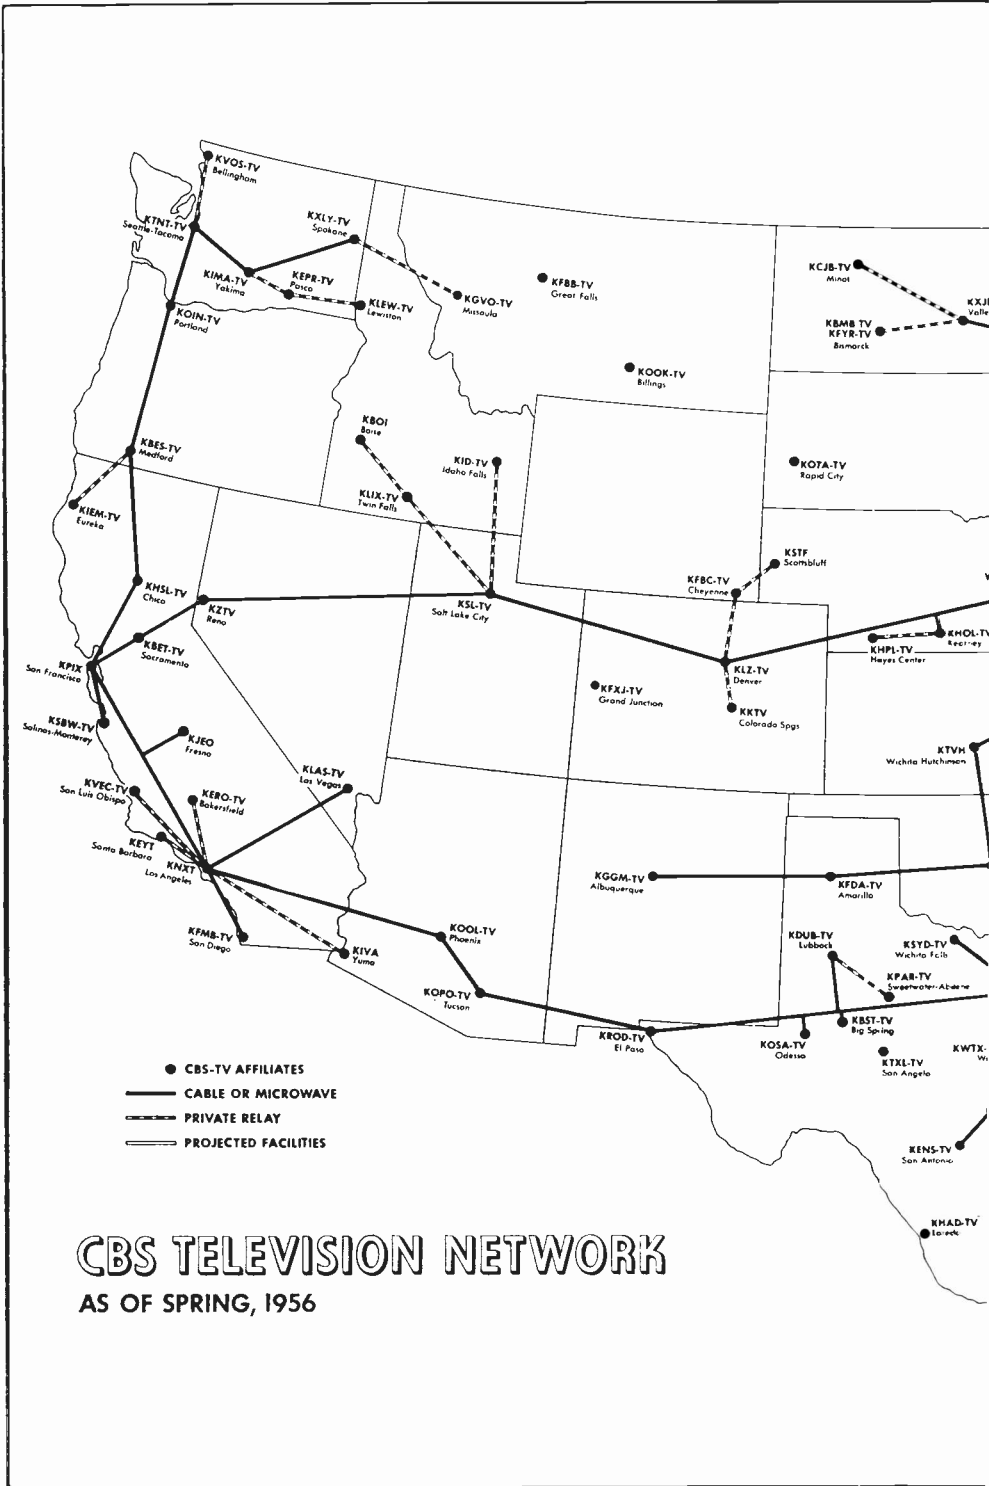 KVOS-TV
Bellingham
KTNT-TV
Seattle-Tacoma
KXLY-TV
Spokane
KIMA-TV
Yakima
KEPR-TV
Pasco
KLEW-TV
Lewiston
KGVO-TV
Missoula
KFBB-TV
Great Falls
KCJB-TV
Minot
KBMB TV
KFYR-TV
Bismarck
KOIN-TV
Portland
KOOK-TV
Billings
KBES-TV
Medford
KBOI
Boise
KID-TV
Idaho Falls
KOTA-TV
Rapid City
KLIX-TV
Twin Falls
KIEM-TV
Eureka
KSTF
Scottsbluff
KFBC-TV
Cheyenne
KHSL-TV
Chico
KZTV
Reno
KSL-TV
Salt Lake City
KBET-TV
Sacramento
KHOL-TV
Kearney
KHPL-TV
Hayes Center
KPIX
San Francisco
KLZ-TV
Denver
KFXJ-TV
Grand Junction
KKTV
Colorado Spgs
KSBW-TV
Salinas-Monterey
KJEO
Fresno
KTVH
Wichita Hutchinson
KLAS-TV
Las Vegas
KVEC-TV
San Luis Obispo
KERO-TV
Bakersfield
KEYT
Santa Barbara
KNXT
Los Angeles
KGGM-TV
Albuquerque
KFDA-TV
Amarillo
KFMB-TV
San Diego
KIVA
Yuma
KOOL-TV
Phoenix
KDUB-TV
Lubbock
KSYD-TV
Wichita Falls
KPAR-TV
Sweetwater-Abilene
KOPO-TV
Tucson
KROD-TV
El Paso
KOSA-TV
Odessa
KBST-TV
Big Spring
KTXL-TV
San Angelo
KWTX-
KENS-TV
San Antonio
KHAD-TV
Laredo
CBS-TV AFFILIATES
CABLE OR MICROWAVE
PRIVATE RELAY
PROJECTED FACILITIES
CBS TELEVISION NETWORK
AS OF SPRING, 1956